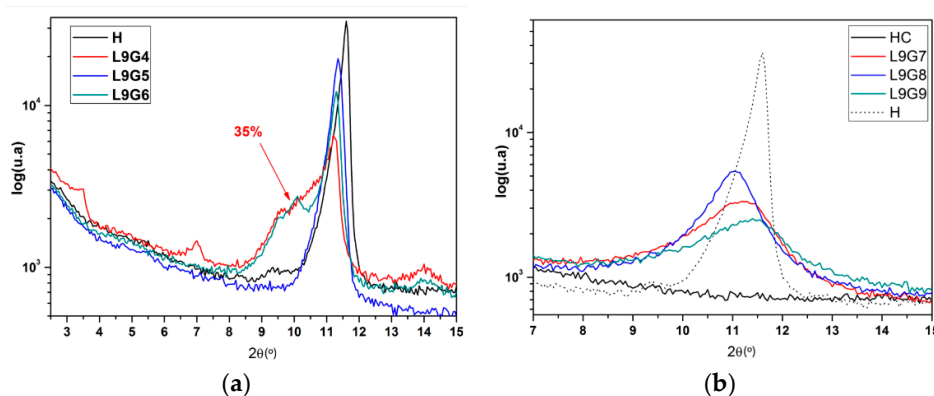 H
L9G4
L9G5
L9G6
35%
10⁴
10³
log(u.a)
3 4 5 6 7 8 9 10 11 12 13 14 15
2θ(°)
(a)
HC
L9G7
L9G8
L9G9
H
10⁴
10³
log(u.a)
7 8 9 10 11 12 13 14 15
2θ(°)
(b)